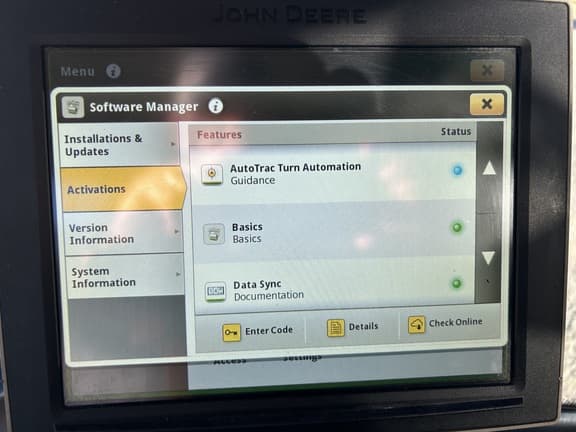 JOHN DEERE
Menu
Software Manager
Installations &
Updates
Activations
Version
Information
System
Information
Features
Status
AutoTrac Turn Automation
Guidance
Basics
Basics
Data Sync
Documentation
Enter Code
Details
Check Online
Access
Settings